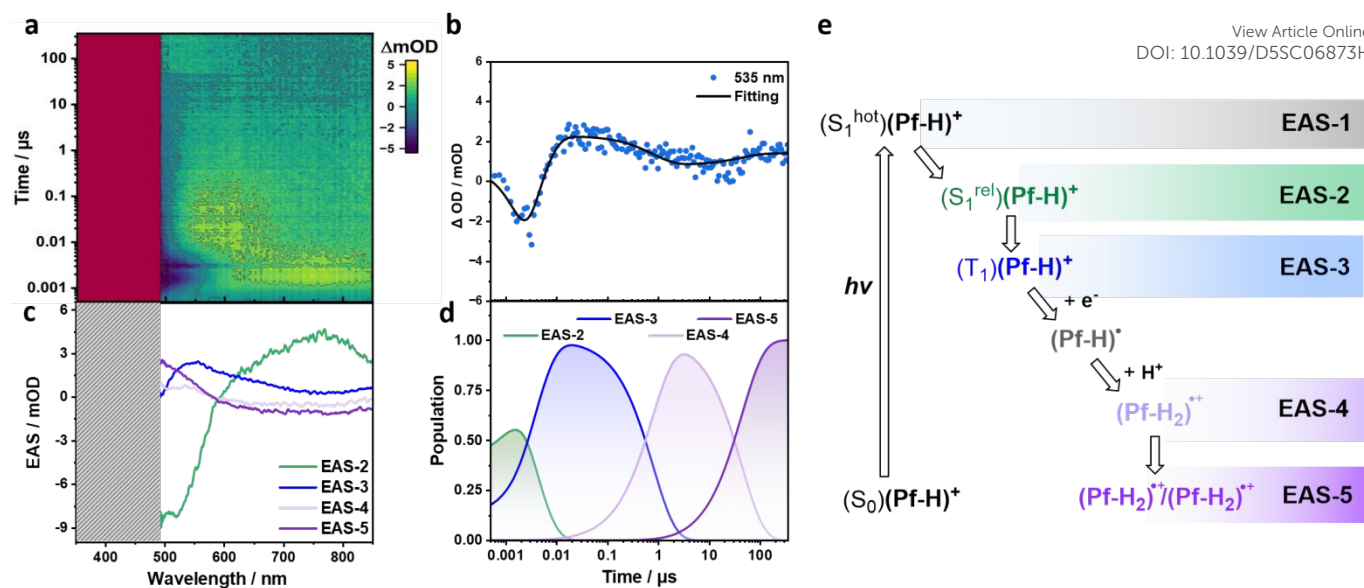 a
ΔmOD
5
0
−5
Time / µs
100
10
1
0.1
0.01
0.001
b
535 nm
Fitting
Δ OD / mOD
6
4
2
0
−2
−4
−6
c
EAS / mOD
6
3
0
-3
-6
-9
EAS-2
EAS-3
EAS-4
EAS-5
400 500 600 700 800
Wavelength / nm
d
EAS-3 EAS-5
EAS-2 EAS-4
Population
1.00
0.75
0.50
0.25
0.00
0.001 0.01 0.1 1 10 100
Time / µs
e
View Article Online
DOI: 10.1039/D5SC06873H
(S₁ʰᵒᵗ)(Pf-H)⁺ EAS-1
(S₁ʳᵉˡ)(Pf-H)⁺ EAS-2
(T₁)(Pf-H)⁺ EAS-3
hν
+ e⁻
(Pf-H)•
+ H⁺
(Pf-H₂)•⁺ EAS-4
(S₀)(Pf-H)⁺ (Pf-H₂)•⁺/(Pf-H₂)•⁺ EAS-5